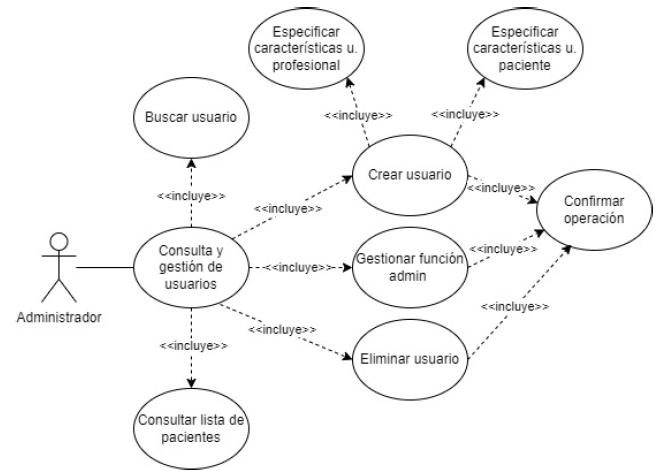 Especificar
características u.
profesional
Especificar
características u.
paciente
<<incluye>>
<<incluye>>
Buscar usuario
Crear usuario
<<incluye>>
<<incluye>>
<<incluye>>
Confirmar
operación
Consulta y
gestión de
usuarios
<<incluye>>
Gestionar función
admin
<<incluye>>
Administrador
<<incluye>>
<<incluye>>
<<incluye>>
Eliminar usuario
Consultar lista de
pacientes